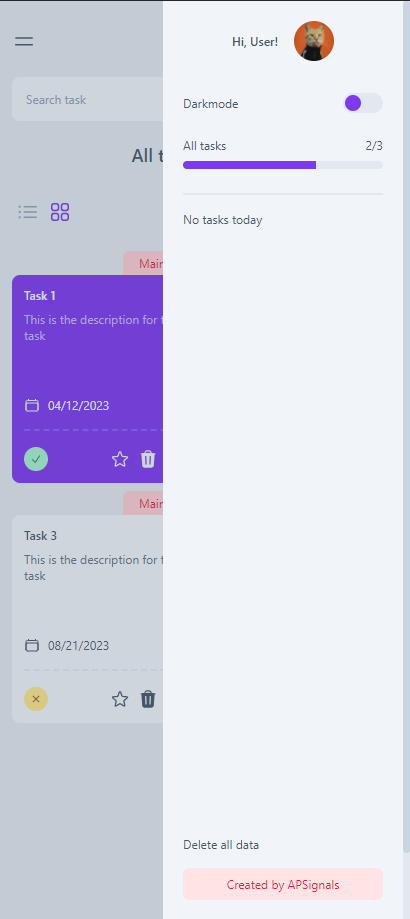 Hi, User!
Darkmode
All tasks 2/3
No tasks today
Delete all data
Created by APSignals
Search task
All t
Main
Task 1
This is the description for t
task
04/12/2023
Main
Task 3
This is the description for t
task
08/21/2023